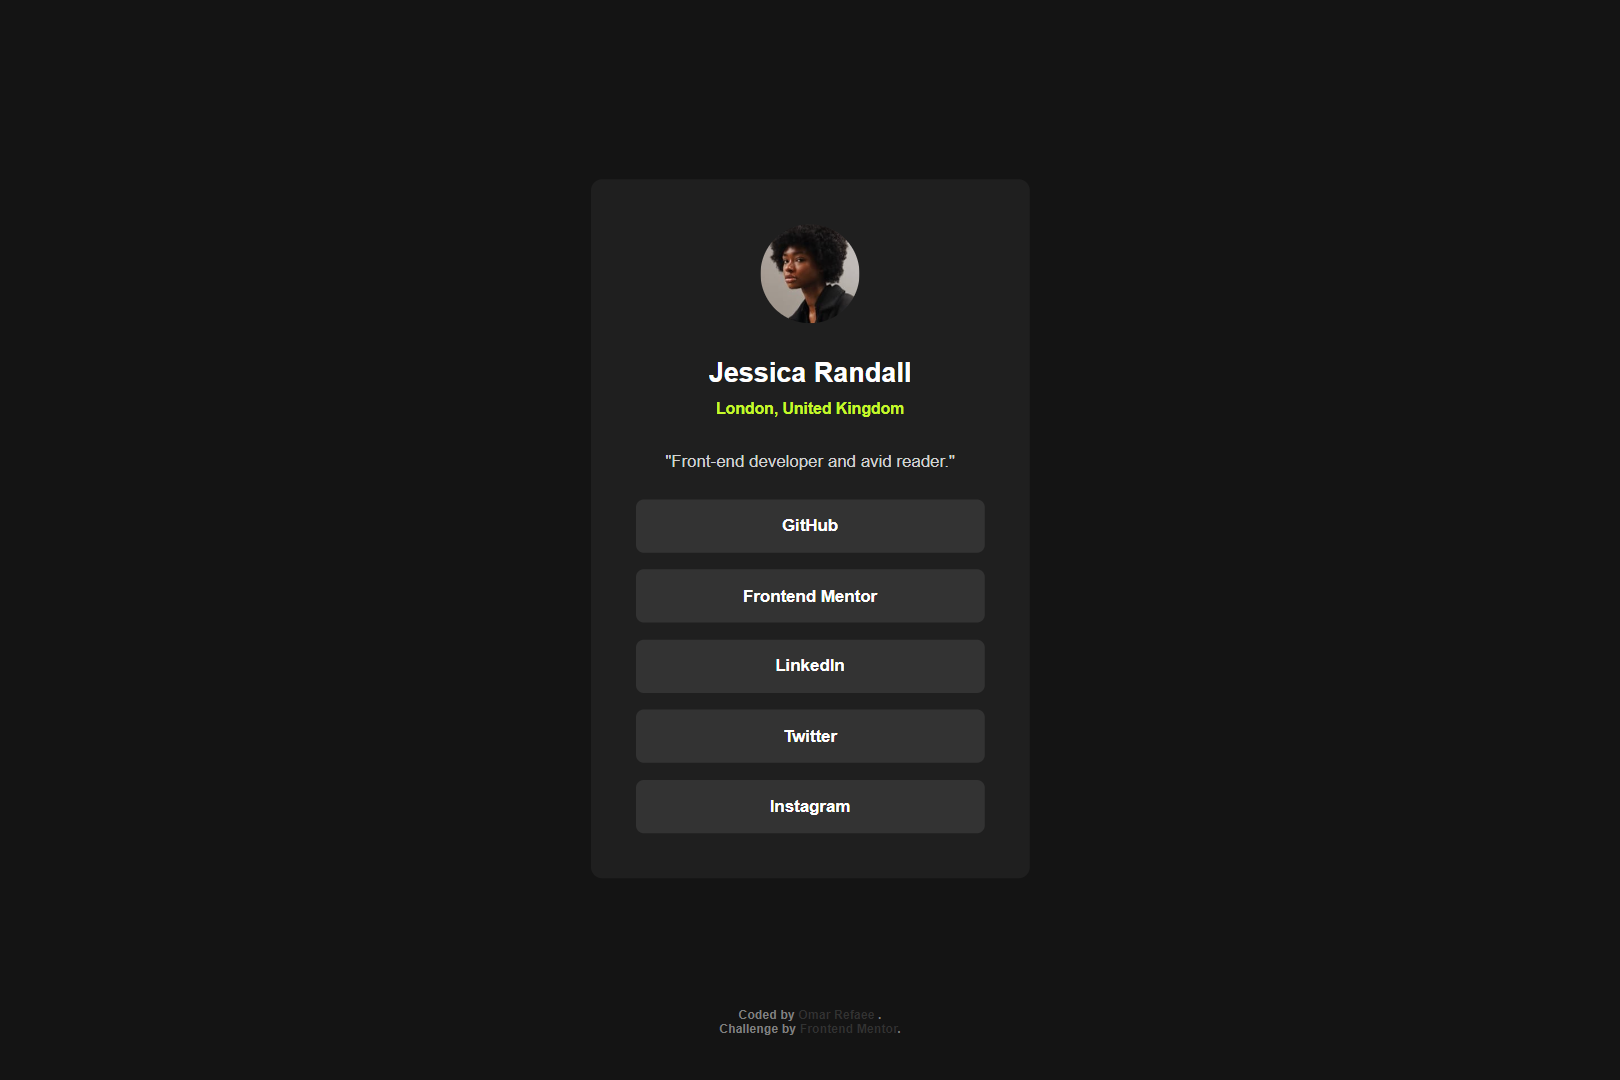 Jessica Randall
London, United Kingdom
"Front-end developer and avid reader."
GitHub
Frontend Mentor
LinkedIn
Twitter
Instagram
Coded by Omar Refaee .
Challenge by Frontend Mentor.